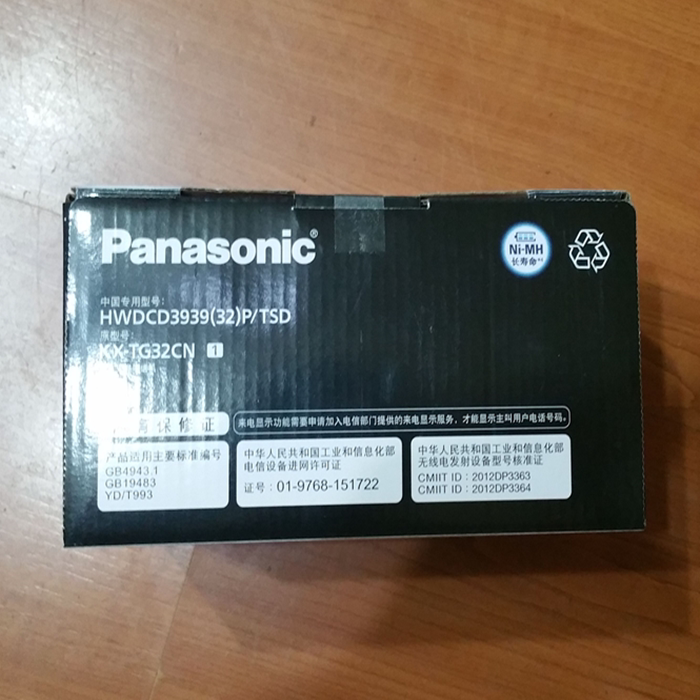 Panasonic®
Ni-MH
长寿命
中国专用型号：
HWDCD3939(32)P/TSD
原型号：
KX-TG32CN 1
保修证
来电显示功能需要申请加入电信部门提供的来电显示服务，才能显示主叫用户电话号码。
产品适用主要标准编号
GB4943.1
GB19483
YD/T993
中华人民共和国工业和信息化部
电信设备进网许可证
证号：01-9768-151722
中华人民共和国工业和信息化部
无线电发射设备型号核准证
CMIIT ID：2012DP3363
CMIIT ID：2012DP3364